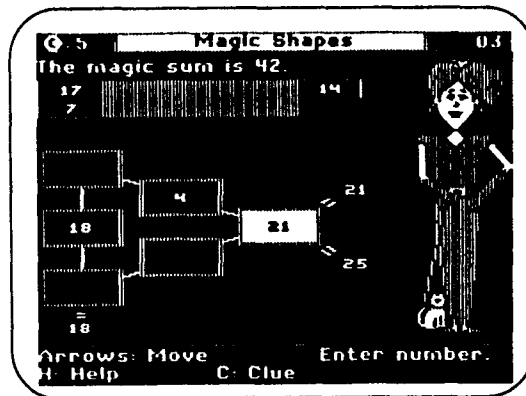 C: 5 Magic Shapes 03
The magic sum is 42.
17 14
7
4 21
18 21
25
=
18
Arrows: Move Enter number.
H: Help C: Clue